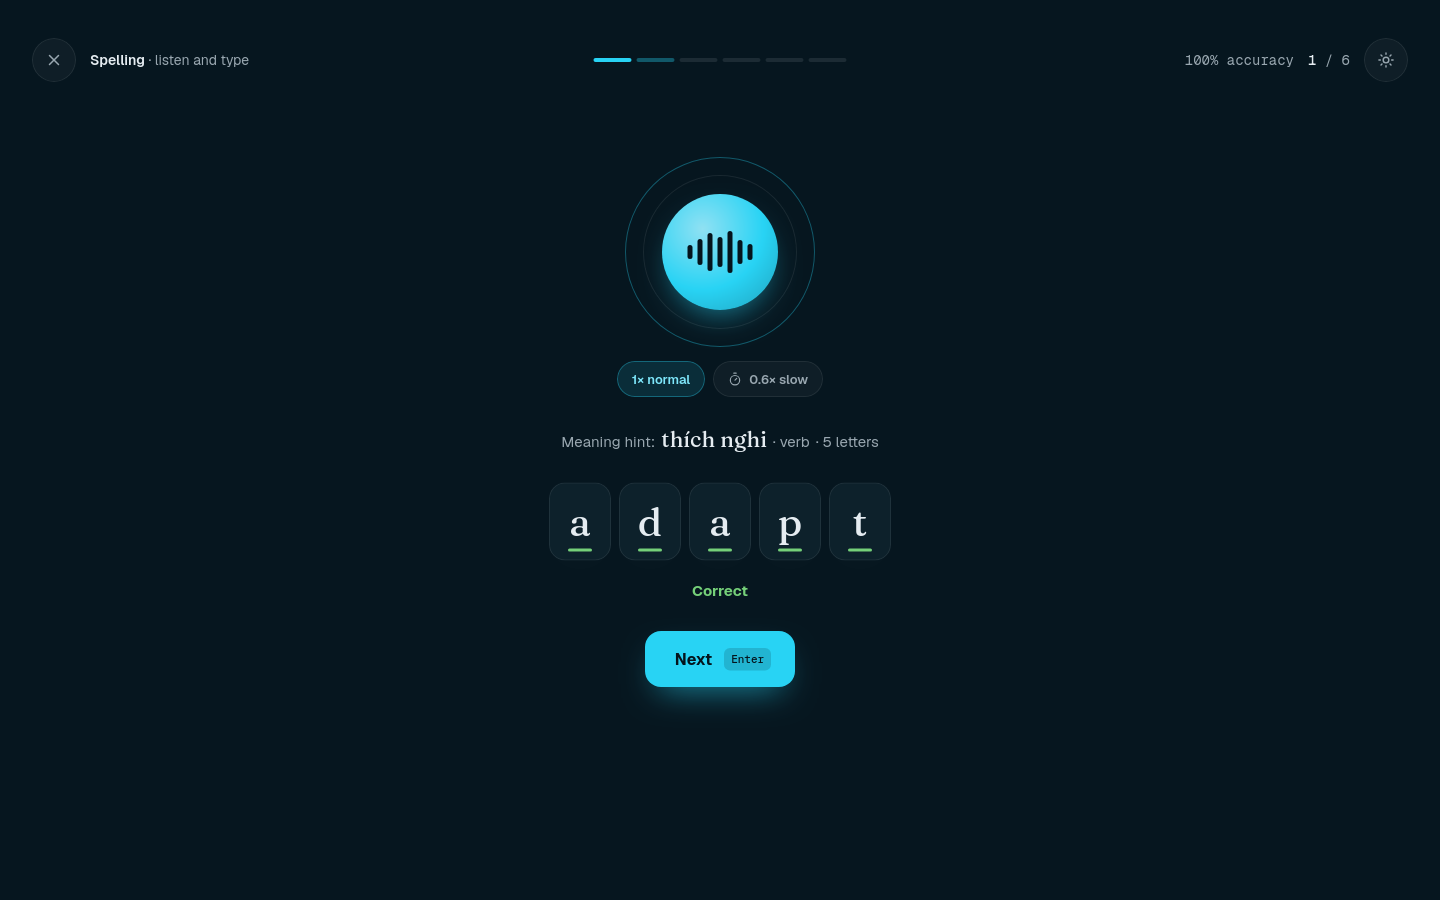 Spelling · listen and type
100% accuracy 1 / 6
1× normal
0.6× slow
Meaning hint: thích nghi · verb · 5 letters
a d a p t
Correct
Next Enter